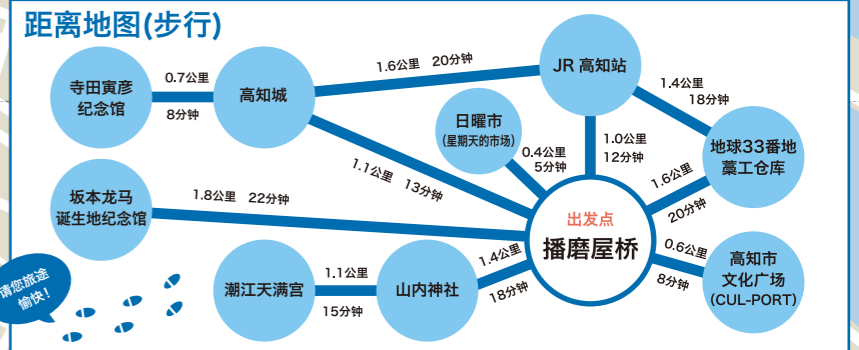 距离地图(步行)
寺田寅彦
纪念馆
0.7公里
8分钟
高知城
1.6公里 20分钟
JR 高知站
1.4公里
18分钟
日曜市
(星期天的市场)
0.4公里
5分钟
1.0公里
12分钟
地球33番地
藁工仓库
1.1公里 13分钟
1.6公里
20分钟
坂本龙马
诞生地纪念馆
1.8公里 22分钟
出发点
播磨屋桥
0.6公里
8分钟
高知市
文化广场
(CUL-PORT)
潮江天满宫
1.1公里
15分钟
山内神社
1.4公里
18分钟
请您旅途
愉快!